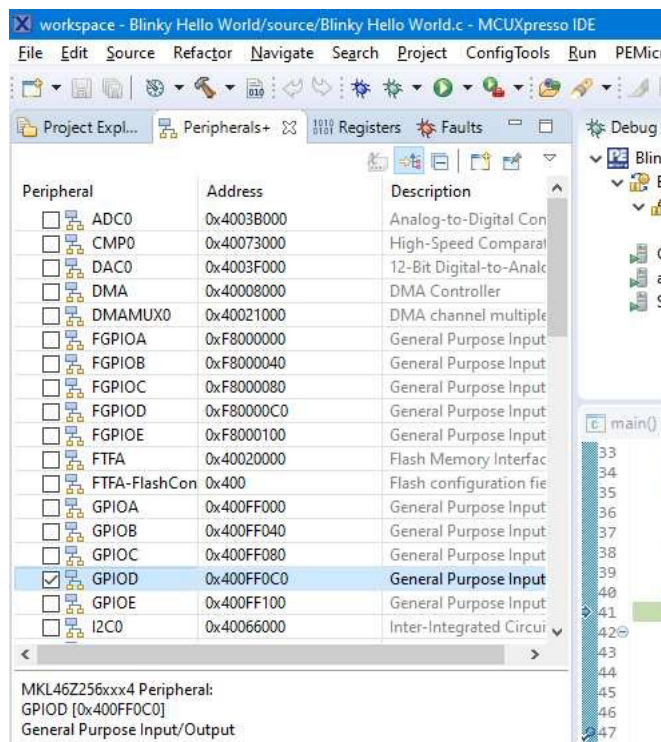 workspace - Blinky Hello World/source/Blinky Hello World.c - MCUXpresso IDE
File Edit Source Refactor Navigate Search Project ConfigTools Run PEMicr
Project Expl... Peripherals+ Registers Faults
Debug
Blin
Peripheral Address Description
ADC0 0x4003B000 Analog-to-Digital Con
CMP0 0x40073000 High-Speed Comparat
DAC0 0x4003F000 12-Bit Digital-to-Analc
DMA 0x40008000 DMA Controller
DMAMUX0 0x40021000 DMA channel multiple
FGPIOA 0xF8000000 General Purpose Input
FGPIOB 0xF8000040 General Purpose Input
FGPIOC 0xF8000080 General Purpose Input
FGPIOD 0xF80000C0 General Purpose Input
FGPIOE 0xF8000100 General Purpose Input
FTFA 0x40020000 Flash Memory Interfac
FTFA-FlashCon 0x400 Flash configuration fie
GPIOA 0x400FF000 General Purpose Input
GPIOB 0x400FF040 General Purpose Input
GPIOC 0x400FF080 General Purpose Input
GPIOD 0x400FF0C0 General Purpose Input
GPIOE 0x400FF100 General Purpose Input
I2C0 0x40066000 Inter-Integrated Circui
MKL46Z256xxx4 Peripheral:
GPIOD [0x400FF0C0]
General Purpose Input/Output
main()
33
34
35
36
37
38
39
40
41
42
43
44
45
46
47